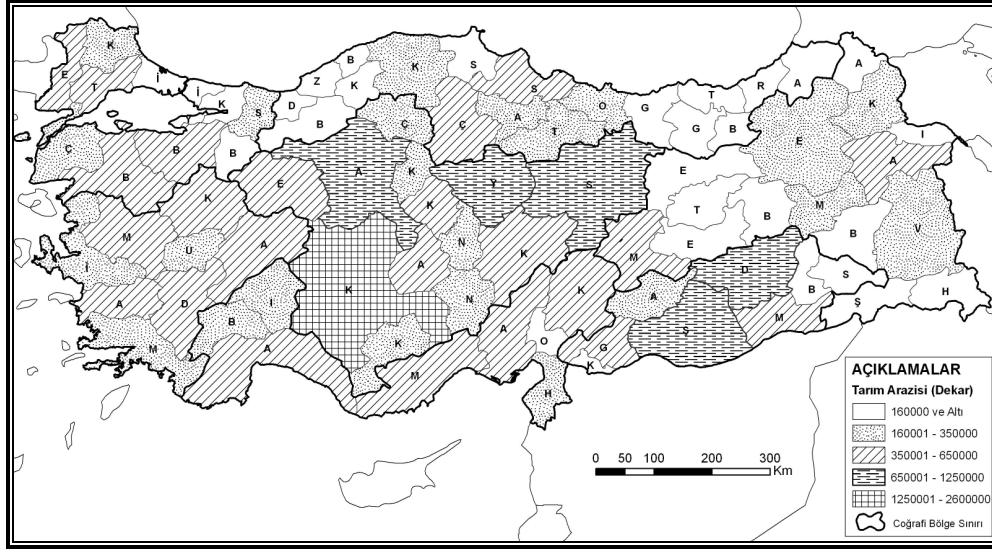 K
B
A
E
T
İ
İ
K
S
Z
K
K
S
S
A
O
G
T
R
A
K
D
B
Ç
Ç
T
G
B
E
I
Ç
B
B
E
A
K
Y
S
E
A
B
K
K
T
M
B
V
M
U
A
N
A
K
M
E
B
S
İ
A
D
I
B
K
N
K
A
D
B
Ş
H
M
A
K
M
A
O
G
K
Ş
M
H
AÇIKLAMALAR
Tarım Arazisi (Dekar)
160000 ve Altı
160001 - 350000
350001 - 650000
650001 - 1250000
1250001 - 2600000
Coğrafi Bölge Sınırı
0 50 100 200 300
Km